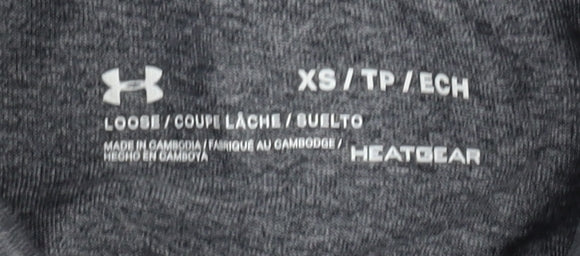 XS / TP / ECH
LOOSE / COUPE LÂCHE / SUELTO
MADE IN CAMBODIA / FABRIQUÉ AU CAMBODGE /
HECHO EN CAMBOYA
HEATGEAR